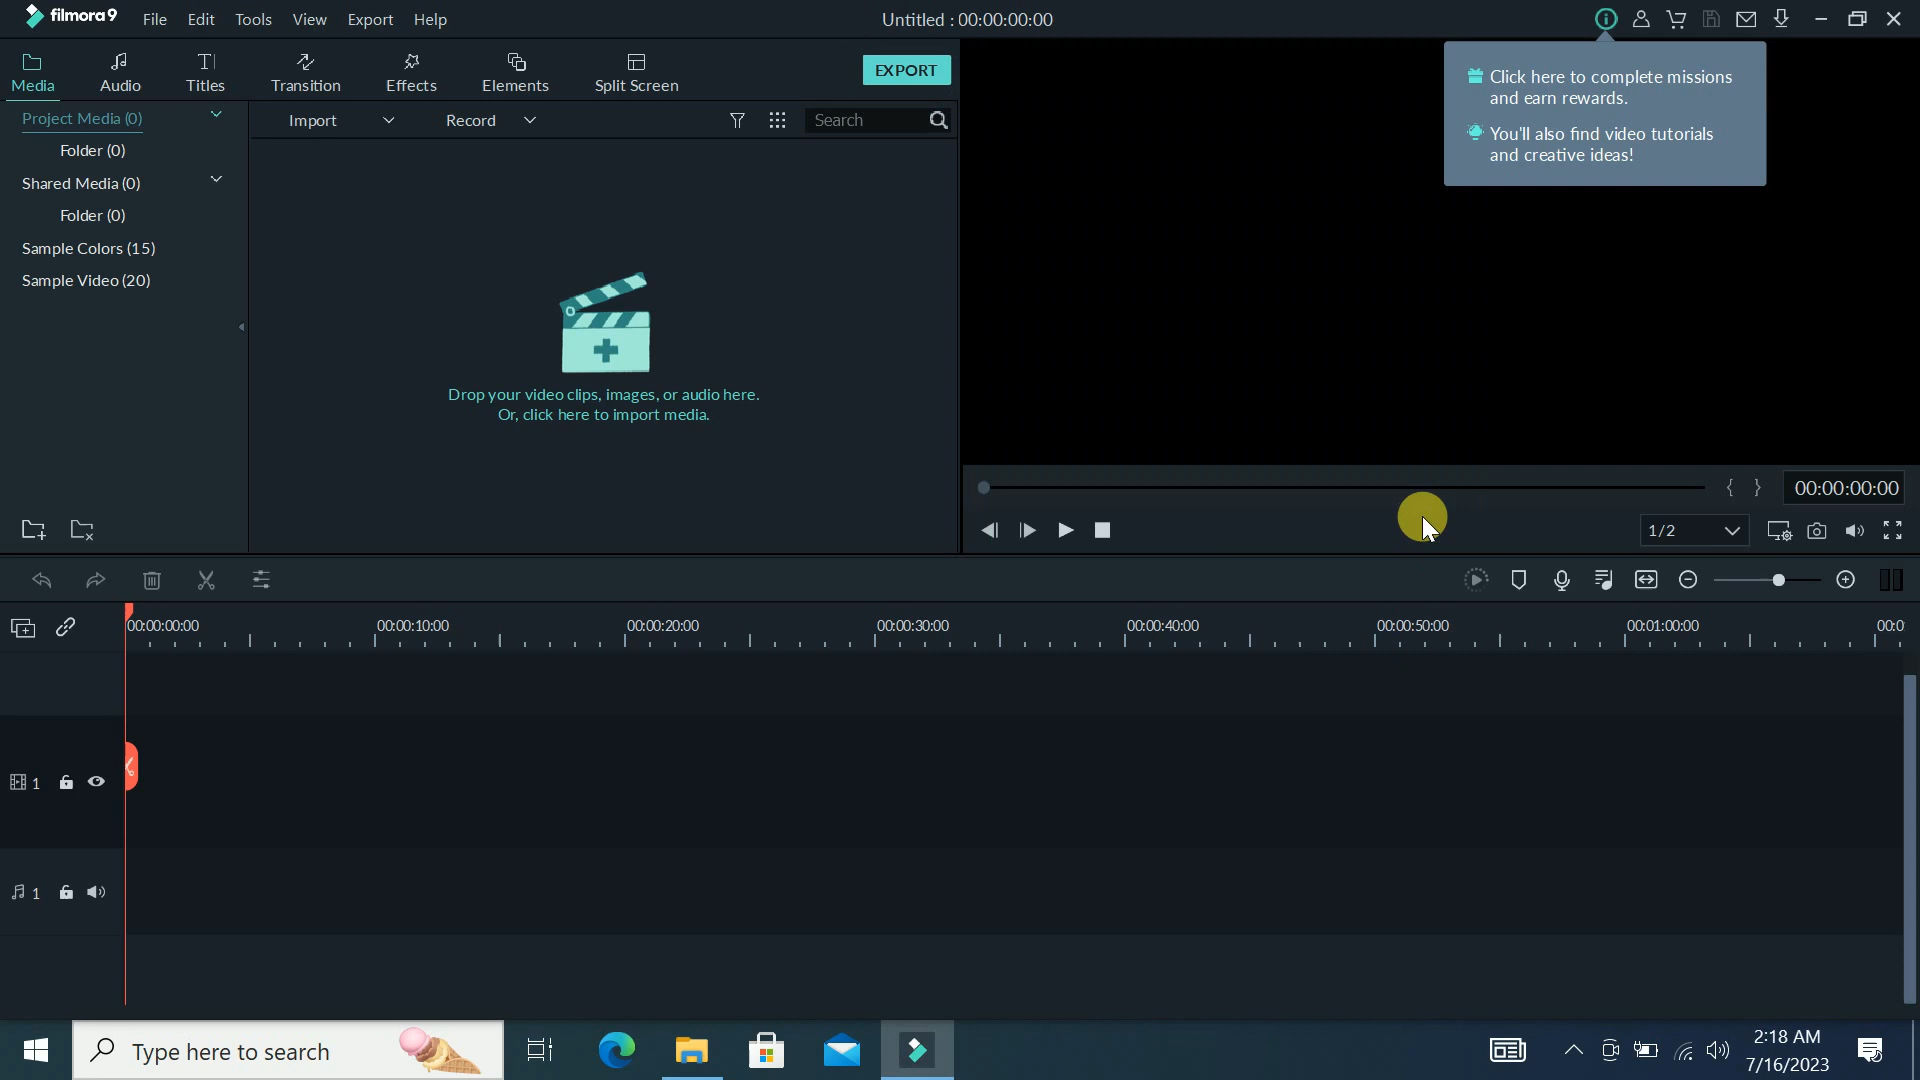 filmora9 File Edit Tools View Export Help Untitled : 00:00:00:00
Media Audio Titles Transition Effects Elements Split Screen EXPORT
Click here to complete missions
and earn rewards.
You'll also find video tutorials
and creative ideas!
Project Media (0)
Folder (0)
Shared Media (0)
Folder (0)
Sample Colors (15)
Sample Video (20)
Import Record Search
Drop your video clips, images, or audio here.
Or, click here to import media.
{ } 00:00:00:00
1/2
00:00:00:00 00:00:10:00 00:00:20:00 00:00:30:00 00:00:40:00 00:00:50:00 00:01:00:00 00:0
1
1
Type here to search
2:18 AM
7/16/2023